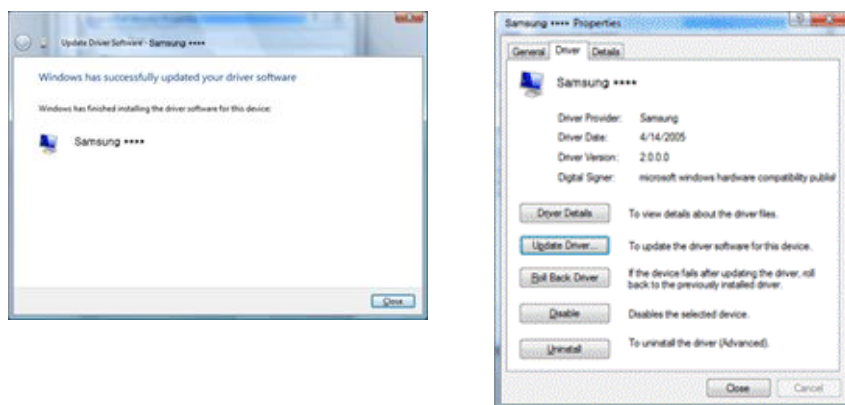 Update Driver Software - Samsung ****
Windows has successfully updated your driver software
Windows has finished installing the driver software for this device:
Samsung ****
Close
Samsung **** Properties
General Driver Details
Samsung ****
Driver Provider: Samsung
Driver Date: 4/14/2005
Driver Version: 2.0.0.0
Digital Signer: microsoft windows hardware compatibility publish
Driver Details To view details about the driver files.
Update Driver... To update the driver software for this device.
Roll Back Driver If the device fails after updating the driver, roll
back to the previously installed driver.
Disable Disables the selected device.
Uninstall To uninstall the driver (Advanced).
Close Cancel